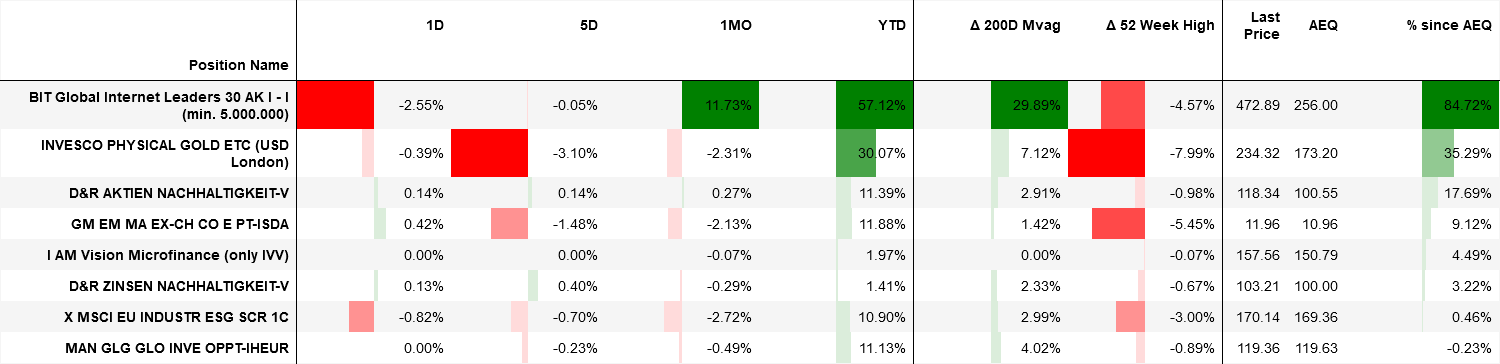 Position Name 1D 5D 1MO YTD Δ 200D Mvag Δ 52 Week High Last Price AEQ % since AEQ
BIT Global Internet Leaders 30 AK I - I (min. 5.000.000) -2.55% -0.05% 11.73% 57.12% 29.89% -4.57% 472.89 256.00 84.72%
INVESCO PHYSICAL GOLD ETC (USD London) -0.39% -3.10% -2.31% 30.07% 7.12% -7.99% 234.32 173.20 35.29%
D&R AKTIEN NACHHALTIGKEIT-V 0.14% 0.14% 0.27% 11.39% 2.91% -0.98% 118.34 100.55 17.69%
GM EM MA EX-CH CO E PT-ISDA 0.42% -1.48% -2.13% 11.88% 1.42% -5.45% 11.96 10.96 9.12%
I AM Vision Microfinance (only IVV) 0.00% 0.00% -0.07% 1.97% 0.00% -0.07% 157.56 150.79 4.49%
D&R ZINSEN NACHHALTIGKEIT-V 0.13% 0.40% -0.29% 1.41% 2.33% -0.67% 103.21 100.00 3.22%
X MSCI EU INDUSTR ESG SCR 1C -0.82% -0.70% -2.72% 10.90% 2.99% -3.00% 170.14 169.36 0.46%
MAN GLG GLO INVE OPPT-IHEUR 0.00% -0.23% -0.49% 11.13% 4.02% -0.89% 119.36 119.63 -0.23%